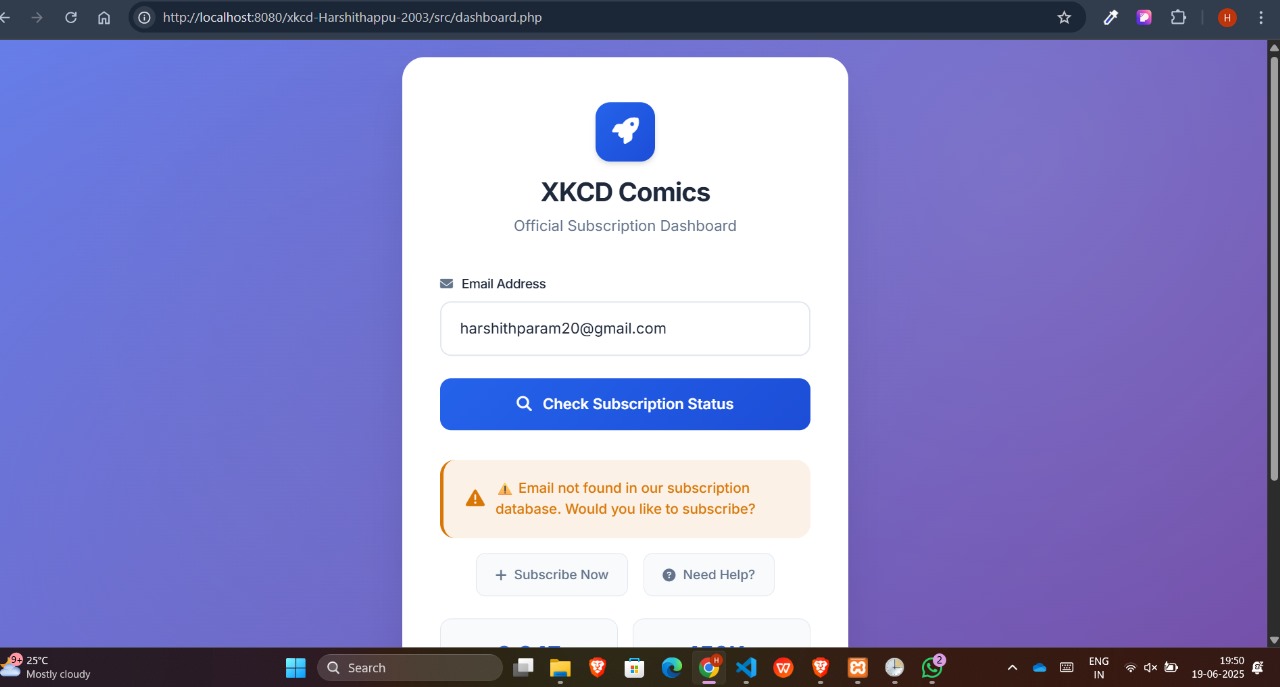 http://localhost:8080/xkcd-Harshithappu-2003/src/dashboard.php
H
XKCD Comics
Official Subscription Dashboard
Email Address
harshithparam20@gmail.com
Check Subscription Status
Email not found in our subscription
database. Would you like to subscribe?
+ Subscribe Now
? Need Help?
9+
25°C
Mostly cloudy
Search
H
2
ENG
IN
19:50
19-06-2025